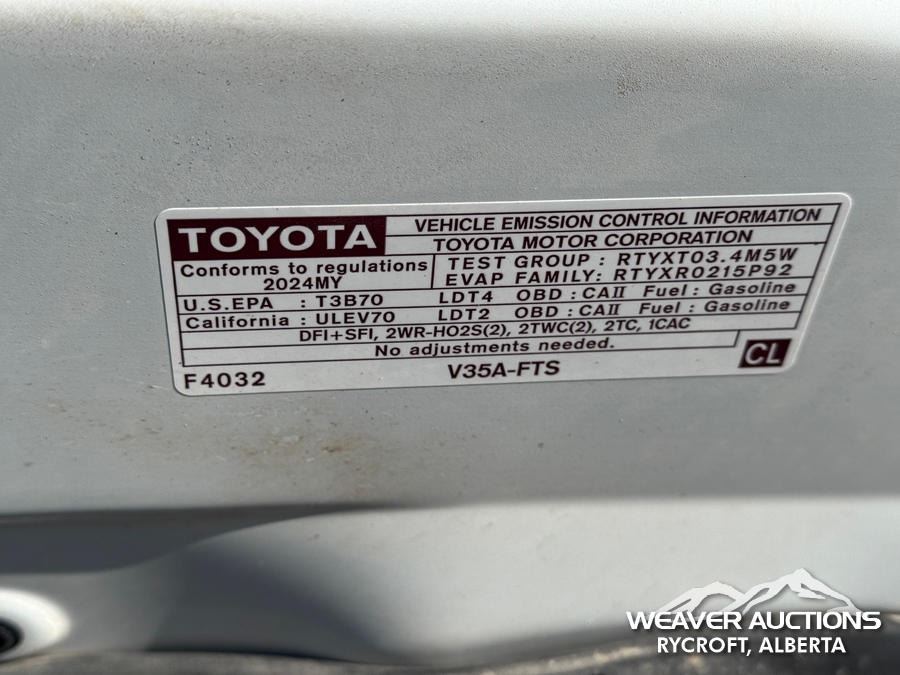 TOYOTA
VEHICLE EMISSION CONTROL INFORMATION
TOYOTA MOTOR CORPORATION
Conforms to regulations
2024MY
TEST GROUP : RTYXT03.4M5W
EVAP FAMILY: RTYXR0215P92
U.S.EPA : T3B70 LDT4 OBD : CAII Fuel : Gasoline
California : ULEV70 LDT2 OBD : CAII Fuel : Gasoline
DFI+SFI, 2WR-HO2S(2), 2TWC(2), 2TC, 1CAC
No adjustments needed.
F4032 V35A-FTS CL
WEAVER AUCTIONS
RYCROFT, ALBERTA